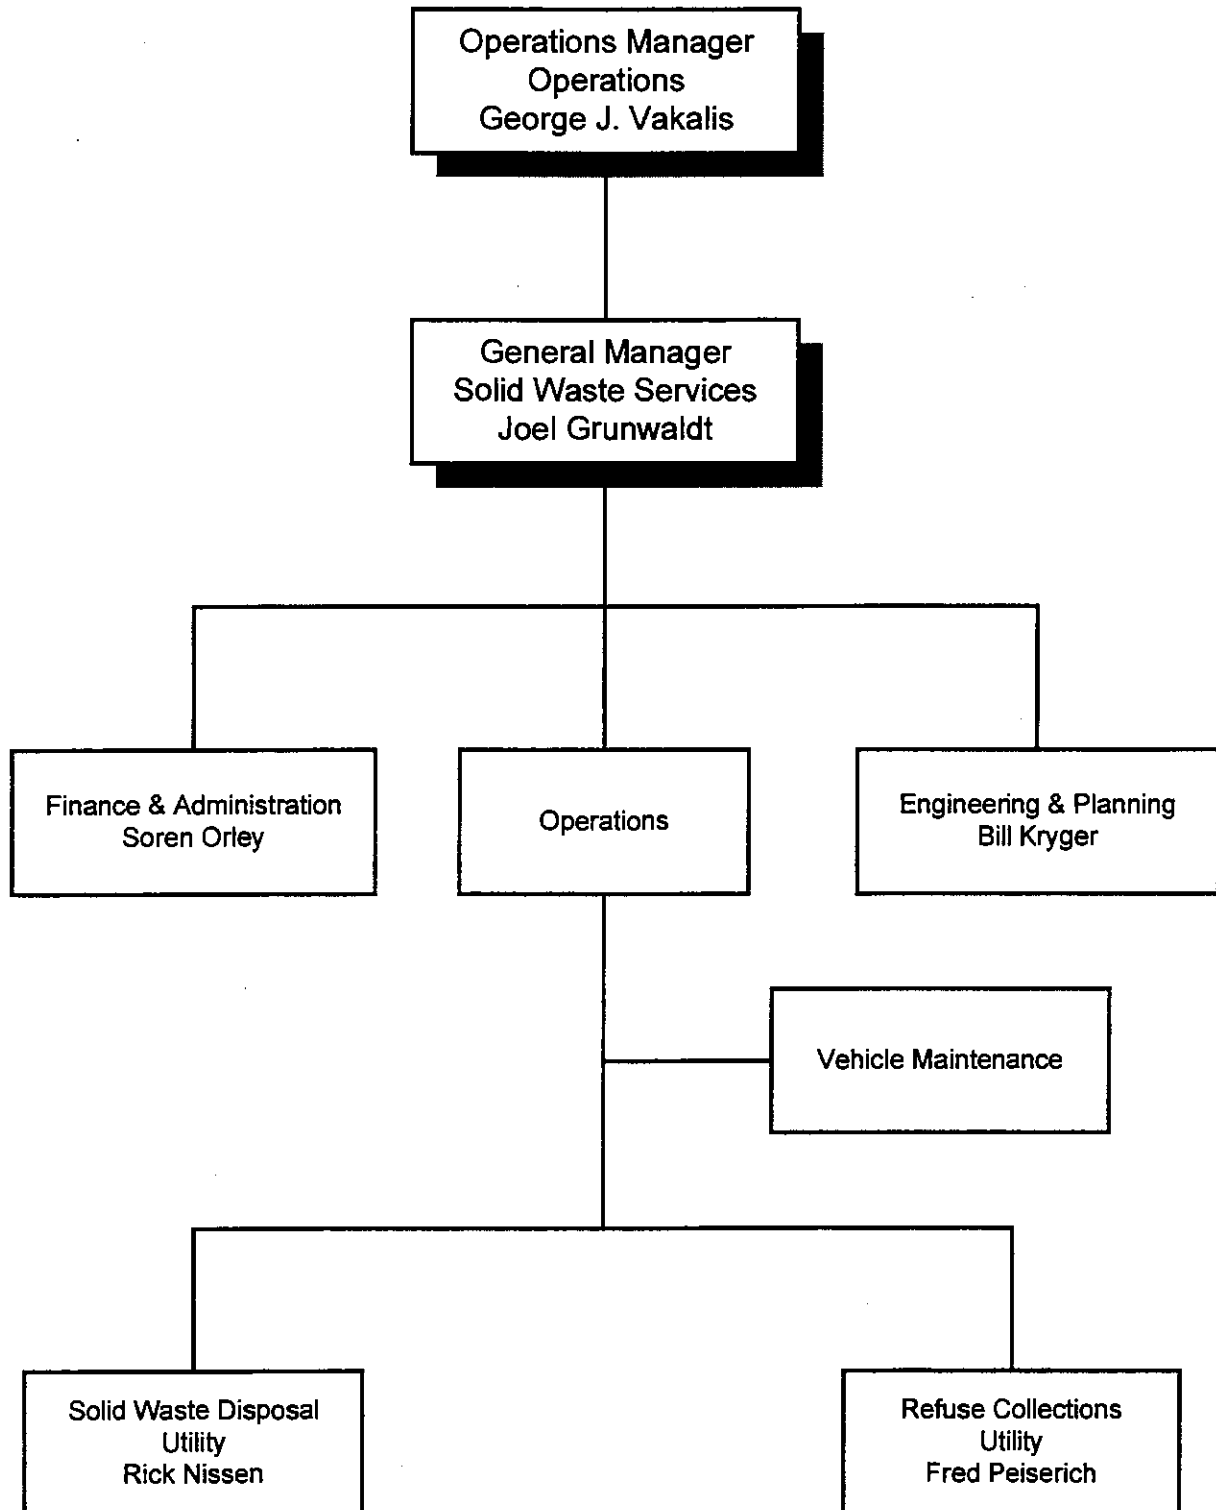 Operations Manager
Operations
George J. Vakalis
General Manager
Solid Waste Services
Joel Grunwaldt
Finance & Administration
Soren Orley
Operations
Engineering & Planning
Bill Kryger
Vehicle Maintenance
Solid Waste Disposal
Utility
Rick Nissen
Refuse Collections
Utility
Fred Peiserich